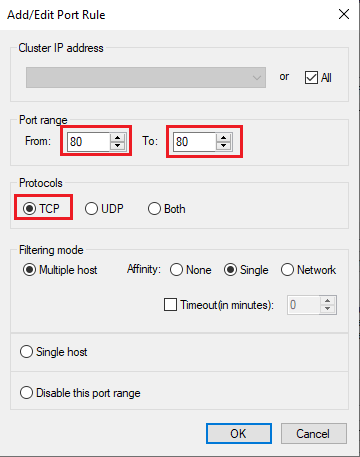 Add/Edit Port Rule
Cluster IP address
or All
Port range
From: 80 To: 80
Protocols
TCP UDP Both
Filtering mode
Multiple host Affinity: None Single Network
Timeout(in minutes): 0
Single host
Disable this port range
OK Cancel